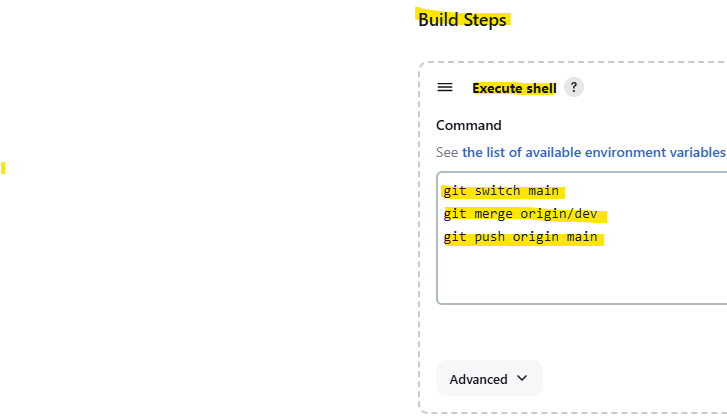 Build Steps
Execute shell ?
Command
See the list of available environment variables
git switch main
git merge origin/dev
git push origin main
Advanced